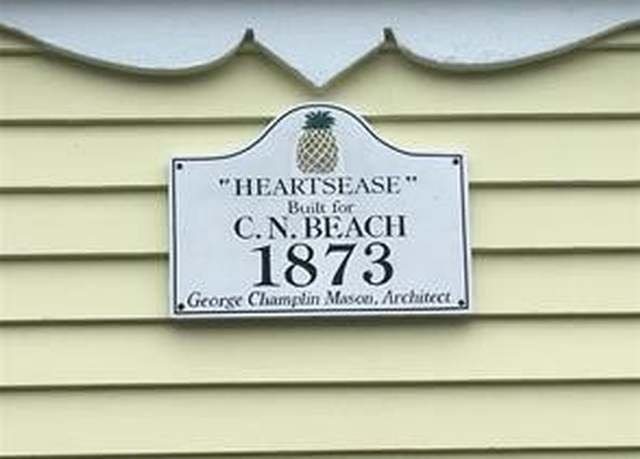 "HEARTSEASE"
Built for
C. N. BEACH
1873
George Champlin Mason, Architect